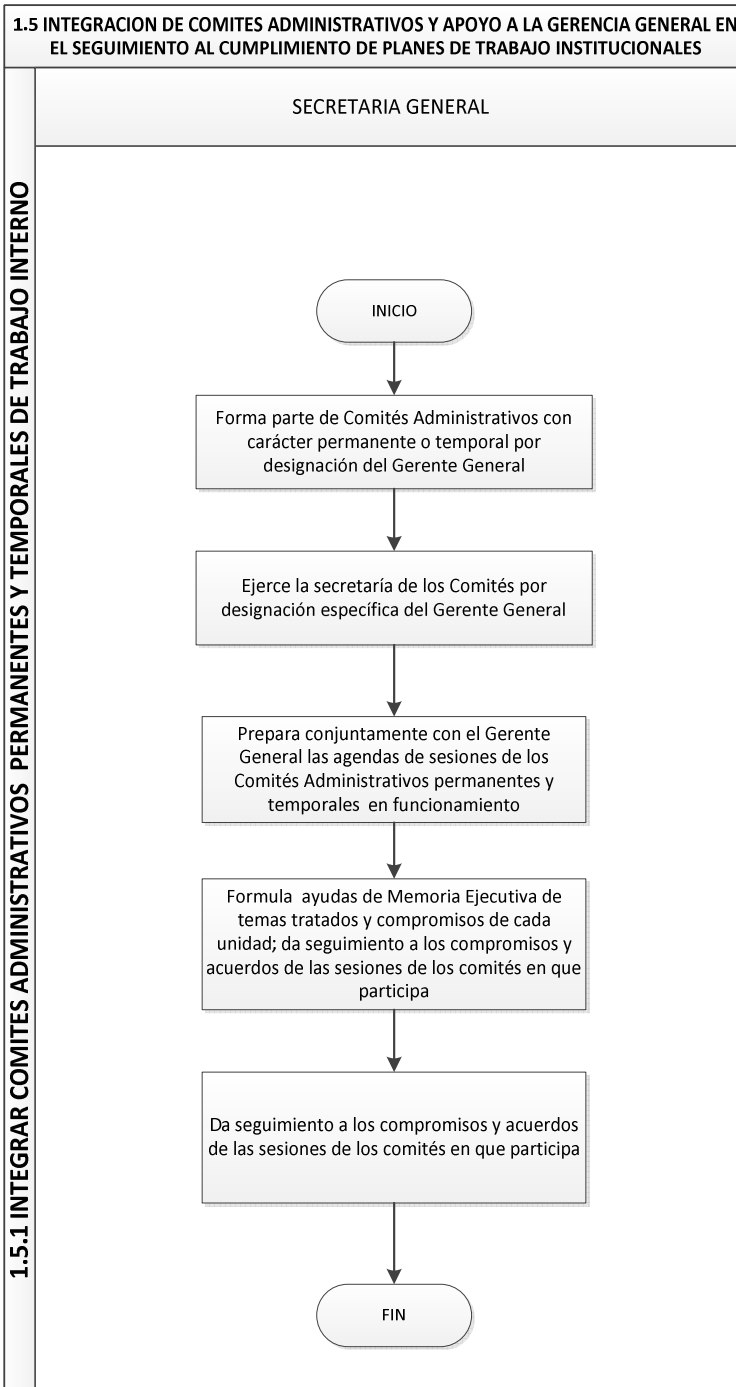 1.5 INTEGRACION DE COMITES ADMINISTRATIVOS Y APOYO A LA GERENCIA GENERAL EN
EL SEGUIMIENTO AL CUMPLIMIENTO DE PLANES DE TRABAJO INSTITUCIONALES
SECRETARIA GENERAL
1.5.1 INTEGRAR COMITES ADMINISTRATIVOS PERMANENTES Y TEMPORALES DE TRABAJO INTERNO
INICIO
Forma parte de Comités Administrativos con
carácter permanente o temporal por
designación del Gerente General
Ejerce la secretaría de los Comités por
designación específica del Gerente General
Prepara conjuntamente con el Gerente
General las agendas de sesiones de los
Comités Administrativos permanentes y
temporales en funcionamiento
Formula ayudas de Memoria Ejecutiva de
temas tratados y compromisos de cada
unidad; da seguimiento a los compromisos y
acuerdos de las sesiones de los comités en que
participa
Da seguimiento a los compromisos y acuerdos
de las sesiones de los comités en que participa
FIN